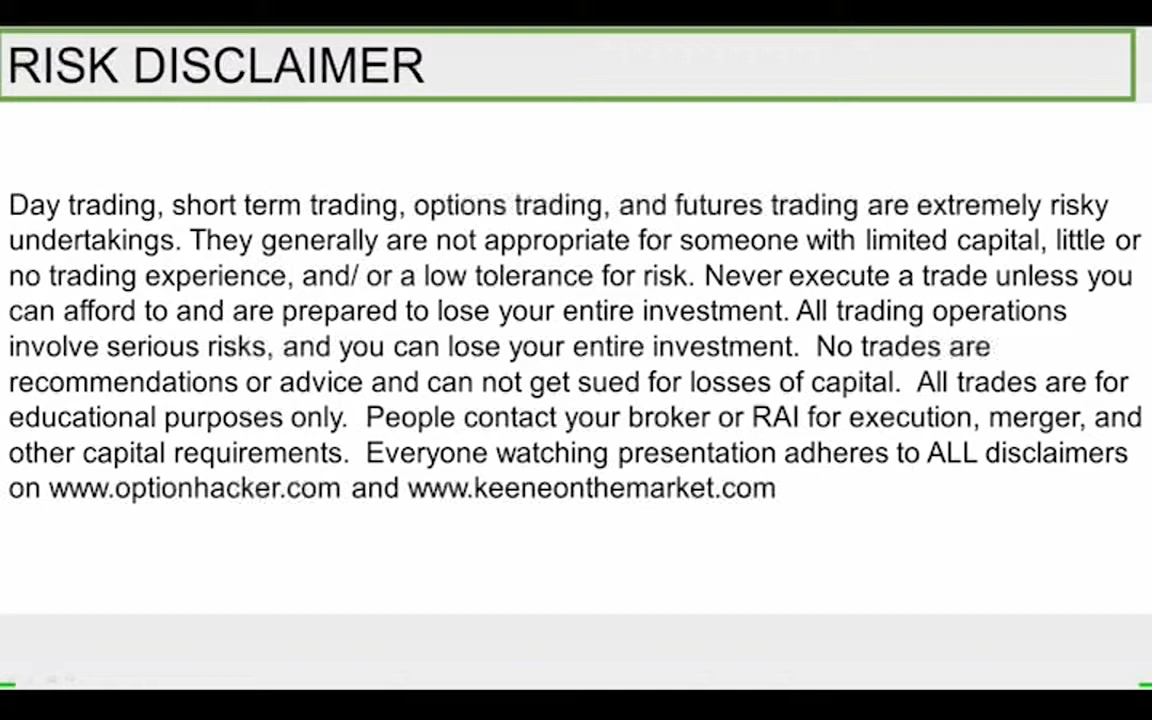 RISK DISCLAIMER
Day trading, short term trading, options trading, and futures trading are extremely risky
undertakings. They generally are not appropriate for someone with limited capital, little or
no trading experience, and/ or a low tolerance for risk. Never execute a trade unless you
can afford to and are prepared to lose your entire investment. All trading operations
involve serious risks, and you can lose your entire investment.  No trades are
recommendations or advice and can not get sued for losses of capital.  All trades are for
educational purposes only.  People contact your broker or RAI for execution, merger, and
other capital requirements.  Everyone watching presentation adheres to ALL disclaimers
on www.optionhacker.com and www.keeneonthemarket.com